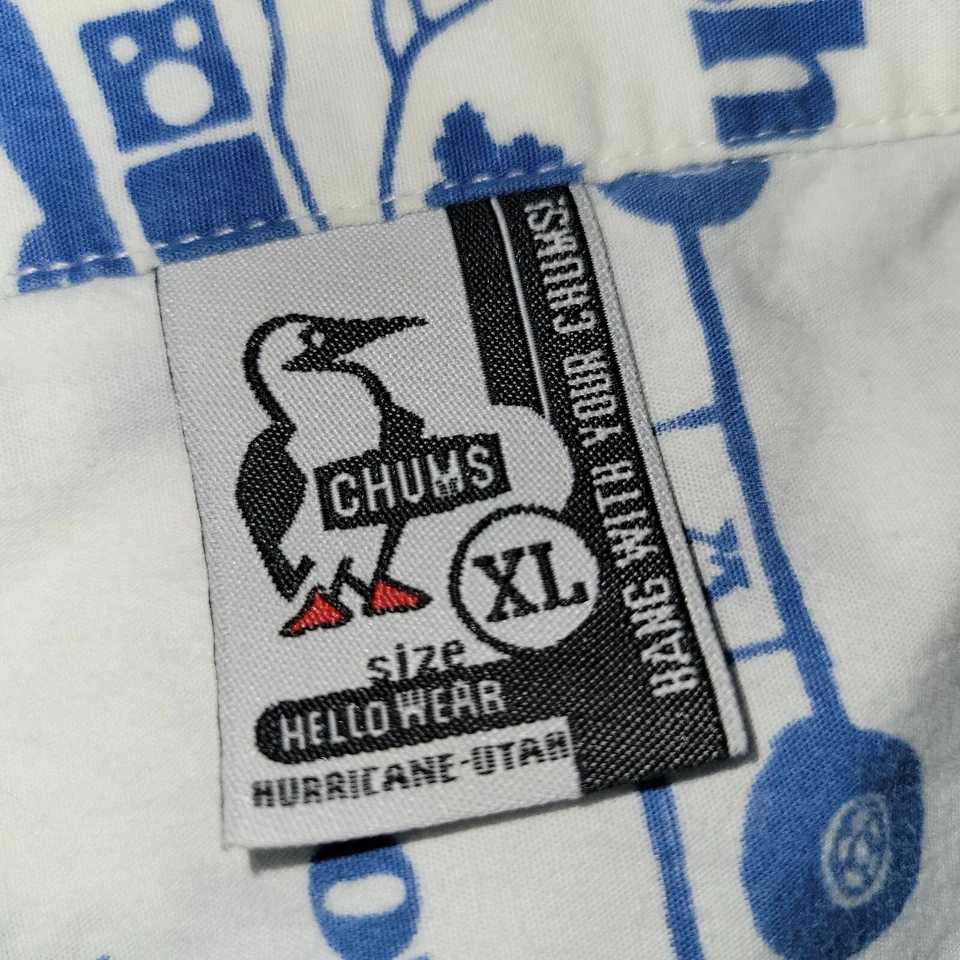 CHUMS
XL
size
HELLO WEAR
HURRICANE-UTAH
HANG WITH YOUR CHUMS!
h